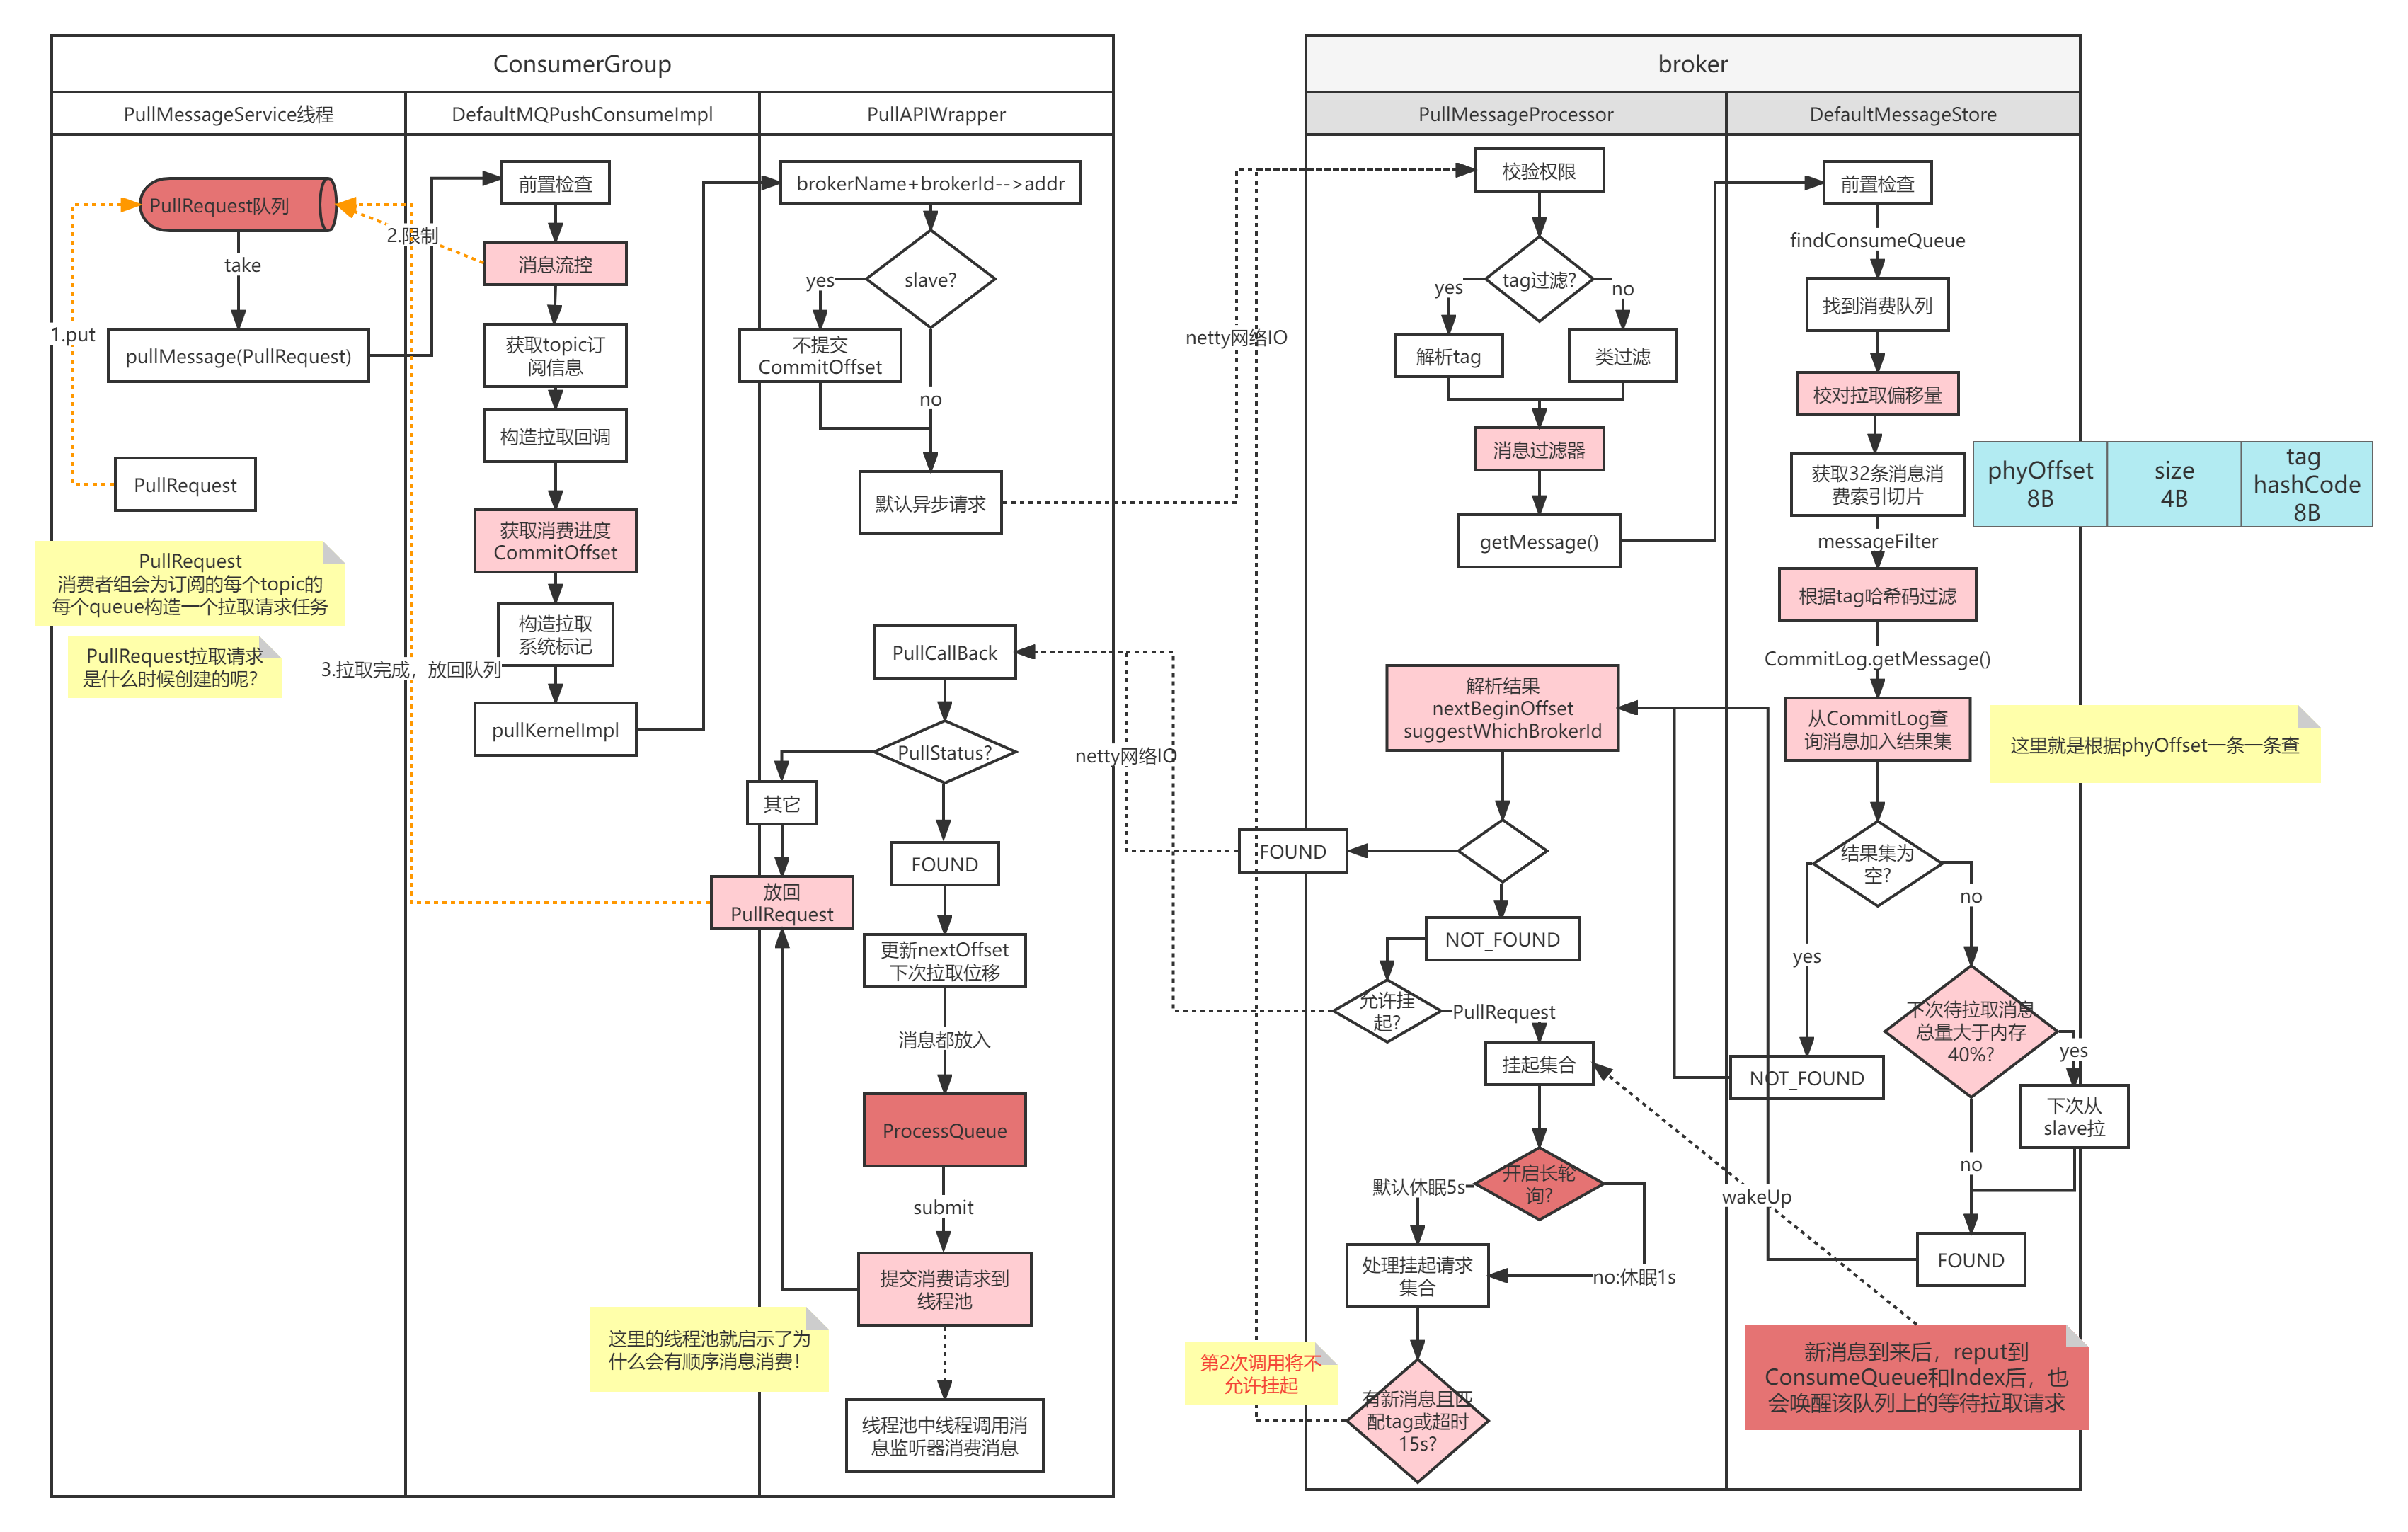 ConsumerGroup
PullMessageService线程
DefaultMQPushConsumeImpl
PullAPIWrapper
PullRequest队列
take
1.put
pullMessage(PullRequest)
PullRequest
PullRequest
消费者组会为订阅的每个topic的
每个queue构造一个拉取请求任务
PullRequest拉取请求
是什么时候创建的呢？
2.限制
3.拉取完成，放回队列
前置检查
消息流控
获取topic订
阅信息
构造拉取回调
获取消费进度
CommitOffset
构造拉取
系统标记
pullKernelImpl
brokerName+brokerId-->addr
slave?
yes
不提交
CommitOffset
no
默认异步请求
PullCallBack
PullStatus?
其它
FOUND
放回
PullRequest
更新nextOffset
下次拉取位移
消息都放入
ProcessQueue
submit
提交消费请求到
线程池
这里的线程池就启示了为
什么会有顺序消息消费！
线程池中线程调用消
息监听器消费消息
netty网络IO
netty网络IO
broker
PullMessageProcessor
DefaultMessageStore
校验权限
tag过滤?
yes
no
解析tag
类过滤
消息过滤器
getMessage()
解析结果
nextBeginOffset
suggestWhichBrokerId
FOUND
NOT_FOUND
允许挂
起?
PullRequest
挂起集合
开启长轮
询?
默认休眠5s
no:休眠1s
处理挂起请求
集合
第2次调用将不
允许挂起
有新消息且匹
配tag或超时
15s?
前置检查
findConsumeQueue
找到消费队列
校对拉取偏移量
获取32条消息消
费索引切片
phyOffset
8B
size
4B
tag
hashCode
8B
messageFilter
根据tag哈希码过滤
CommitLog.getMessage()
从CommitLog查
询消息加入结果集
这里就是根据phyOffset一条一条查
结果集为
空?
yes
no
NOT_FOUND
下次待拉取消息
总量大于内存
40%?
yes
下次从
slave拉
no
FOUND
wakeUp
新消息到来后，reput到
ConsumeQueue和Index后，也
会唤醒该队列上的等待拉取请求